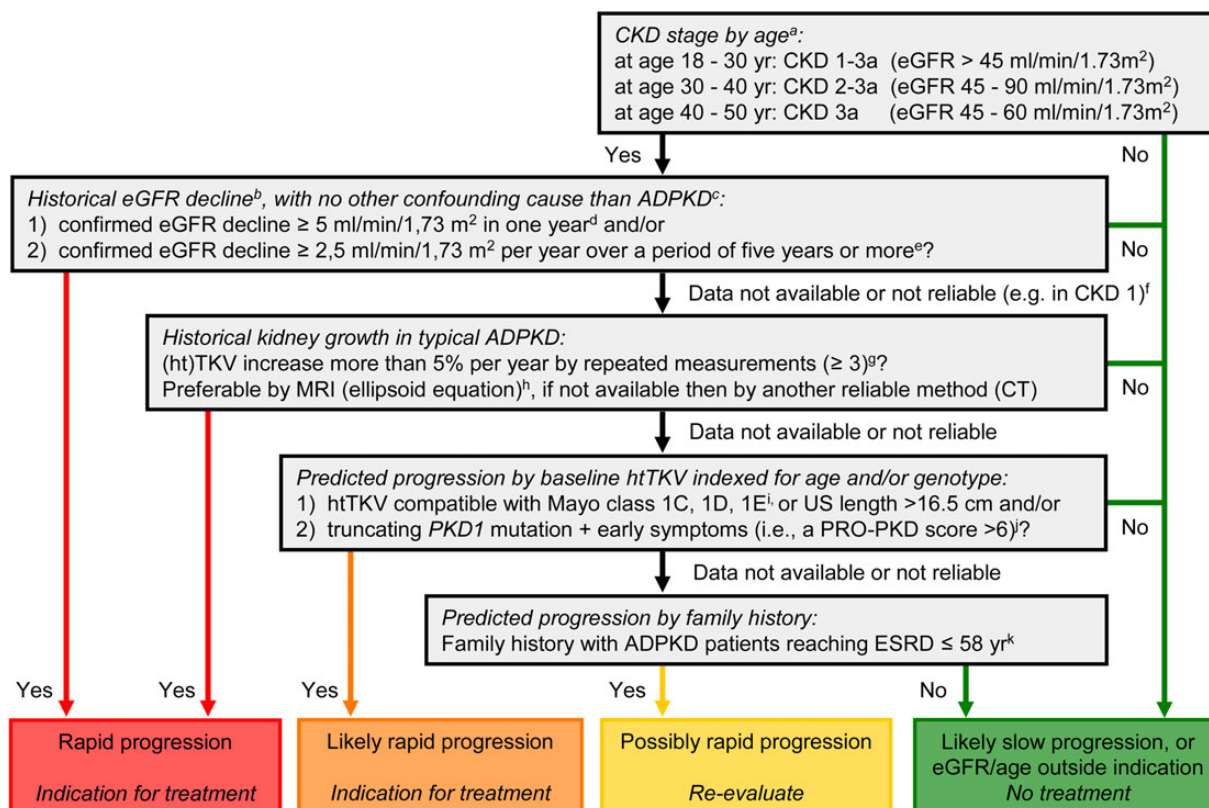 CKD stage by ageᵃ:
at age 18 - 30 yr: CKD 1-3a (eGFR > 45 ml/min/1.73m²)
at age 30 - 40 yr: CKD 2-3a (eGFR 45 - 90 ml/min/1.73m²)
at age 40 - 50 yr: CKD 3a (eGFR 45 - 60 ml/min/1.73m²)
Yes
No
Historical eGFR declineᵇ, with no other confounding cause than ADPKDᶜ:
1) confirmed eGFR decline ≥ 5 ml/min/1,73 m² in one yearᵈ and/or
2) confirmed eGFR decline ≥ 2,5 ml/min/1,73 m² per year over a period of five years or moreᵉ?
No
Data not available or not reliable (e.g. in CKD 1)ᶠ
Historical kidney growth in typical ADPKD:
(ht)TKV increase more than 5% per year by repeated measurements (≥ 3)ᵍ?
Preferable by MRI (ellipsoid equation)ʰ, if not available then by another reliable method (CT)
No
Data not available or not reliable
Predicted progression by baseline htTKV indexed for age and/or genotype:
1) htTKV compatible with Mayo class 1C, 1D, 1Eⁱ, or US length >16.5 cm and/or
2) truncating PKD1 mutation + early symptoms (i.e., a PRO-PKD score >6)ʲ?
No
Data not available or not reliable
Predicted progression by family history:
Family history with ADPKD patients reaching ESRD ≤ 58 yrᵏ
Yes
Yes
Yes
Yes
No
Rapid progression
Indication for treatment
Likely rapid progression
Indication for treatment
Possibly rapid progression
Re-evaluate
Likely slow progression, or
eGFR/age outside indication
No treatment